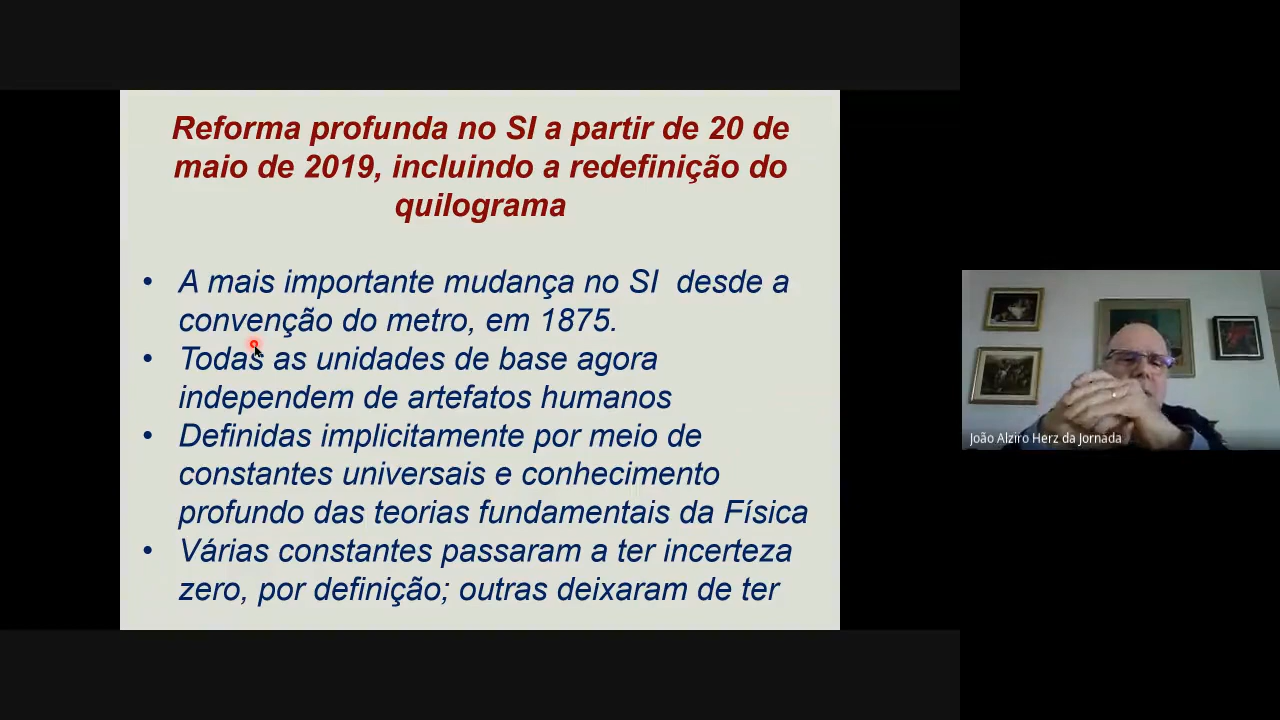 Reforma profunda no SI a partir de 20 de
maio de 2019, incluindo a redefinição do
quilograma
• A mais importante mudança no SI desde a
convenção do metro, em 1875.
• Todas as unidades de base agora
independem de artefatos humanos
• Definidas implicitamente por meio de
constantes universais e conhecimento
profundo das teorias fundamentais da Física
• Várias constantes passaram a ter incerteza
zero, por definição; outras deixaram de ter
João Alziro Herz da Jornada